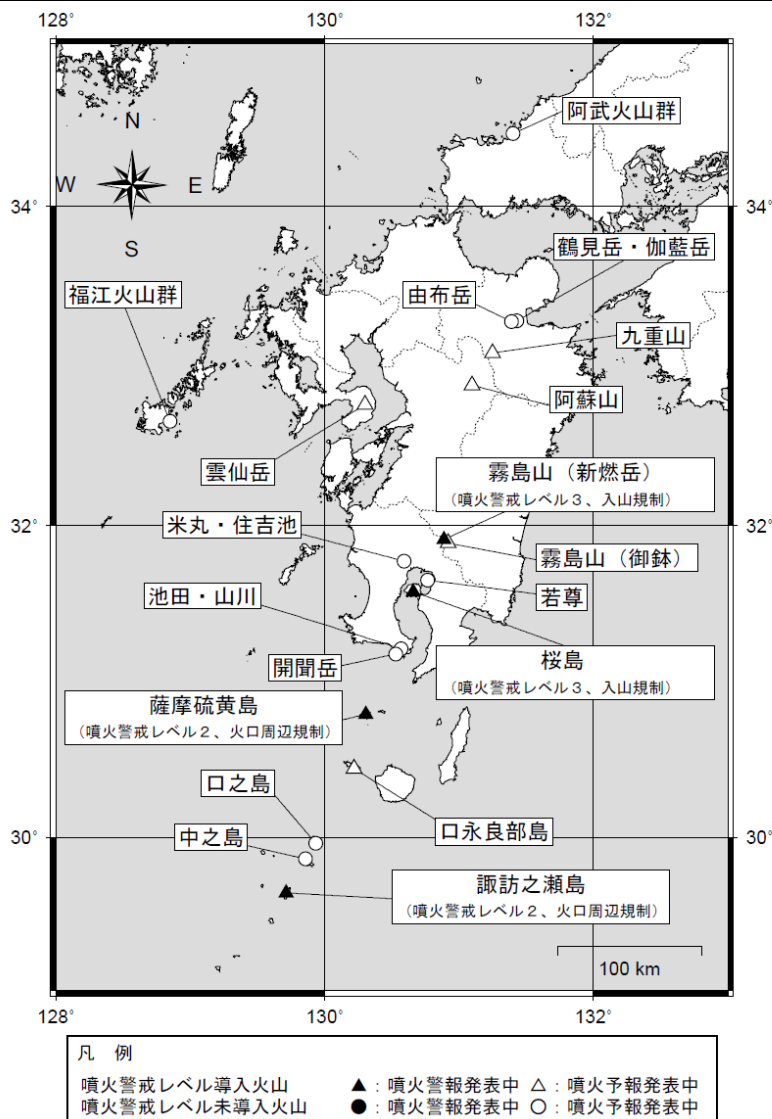 128°
130°
132°
阿武火山群
N
W
E
S
34°
34°
鶴見岳・伽藍岳
福江火山群
由布岳
九重山
阿蘇山
雲仙岳
霧島山（新燃岳）
（噴火警戒レベル３、入山規制）
米丸・住吉池
32°
32°
霧島山（御鉢）
池田・山川
若尊
開聞岳
桜島
（噴火警戒レベル３、入山規制）
薩摩硫黄島
（噴火警戒レベル２、火口周辺規制）
口之島
口永良部島
30°
30°
中之島
諏訪之瀬島
（噴火警戒レベル２、火口周辺規制）
100 km
128°
130°
132°
凡　例
噴火警戒レベル導入火山　▲：噴火警報発表中　△：噴火予報発表中
噴火警戒レベル未導入火山　●：噴火警報発表中　○：噴火予報発表中